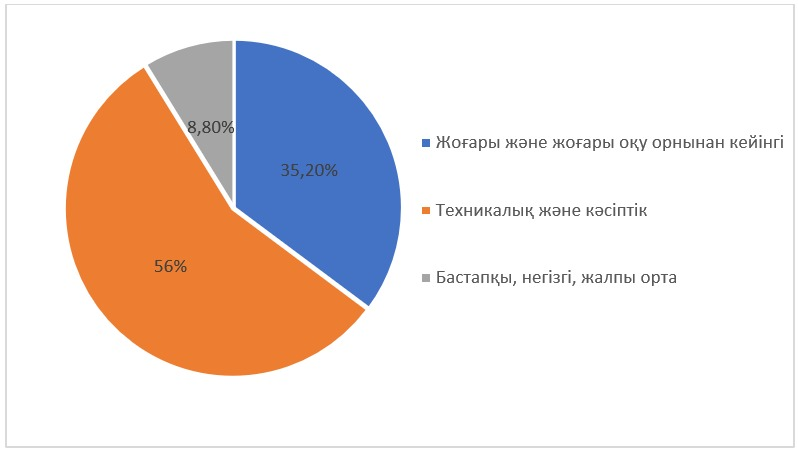 8,80%
35,20%
56%
Жоғары және жоғары оқу орнынан кейінгі
Техникалық және кәсіптік
Бастапқы, негізгі, жалпы орта